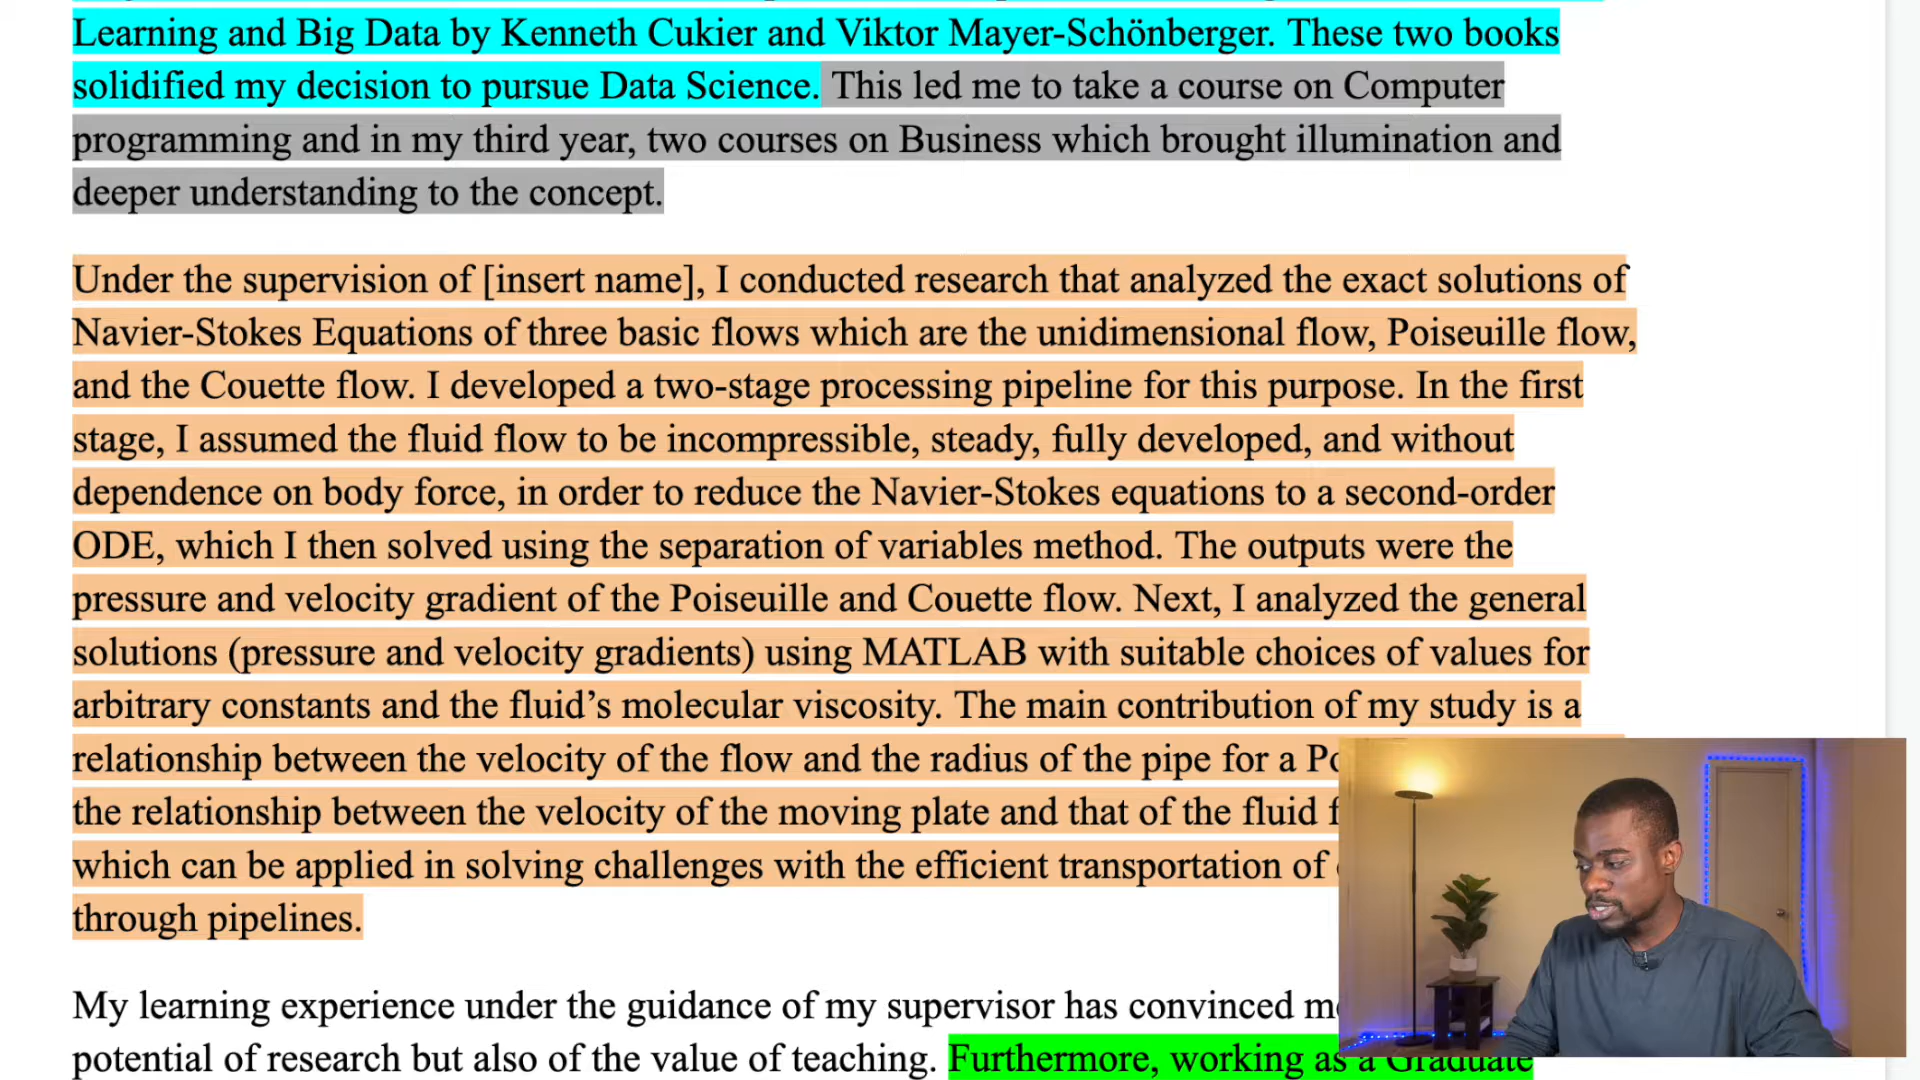 Learning and Big Data by Kenneth Cukier and Viktor Mayer-Schönberger. These two books
solidified my decision to pursue Data Science. This led me to take a course on Computer
programming and in my third year, two courses on Business which brought illumination and
deeper understanding to the concept.
Under the supervision of [insert name], I conducted research that analyzed the exact solutions of
Navier-Stokes Equations of three basic flows which are the unidimensional flow, Poiseuille flow,
and the Couette flow. I developed a two-stage processing pipeline for this purpose. In the first
stage, I assumed the fluid flow to be incompressible, steady, fully developed, and without
dependence on body force, in order to reduce the Navier-Stokes equations to a second-order
ODE, which I then solved using the separation of variables method. The outputs were the
pressure and velocity gradient of the Poiseuille and Couette flow. Next, I analyzed the general
solutions (pressure and velocity gradients) using MATLAB with suitable choices of values for
arbitrary constants and the fluid’s molecular viscosity. The main contribution of my study is a
relationship between the velocity of the flow and the radius of the pipe for a
the relationship between the velocity of the moving plate and that of the fluid
which can be applied in solving challenges with the efficient transportation of
through pipelines.
My learning experience under the guidance of my supervisor has convinced
potential of research but also of the value of teaching. Furthermore, working as a Graduate